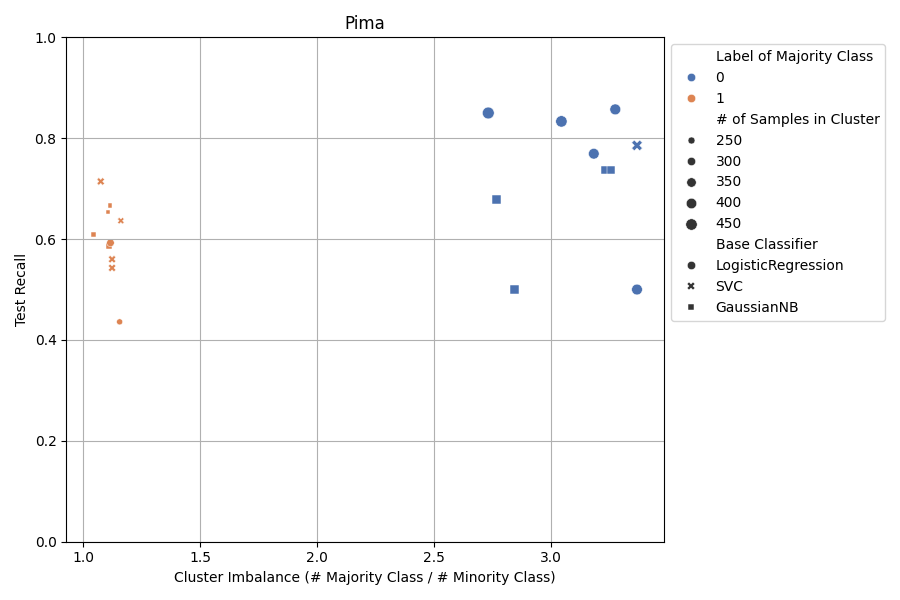 Pima
1.0
0.8
0.6
0.4
0.2
0.0
Test Recall
1.0 1.5 2.0 2.5 3.0
Cluster Imbalance (# Majority Class / # Minority Class)
Label of Majority Class
0
1
# of Samples in Cluster
250
300
350
400
450
Base Classifier
LogisticRegression
SVC
GaussianNB